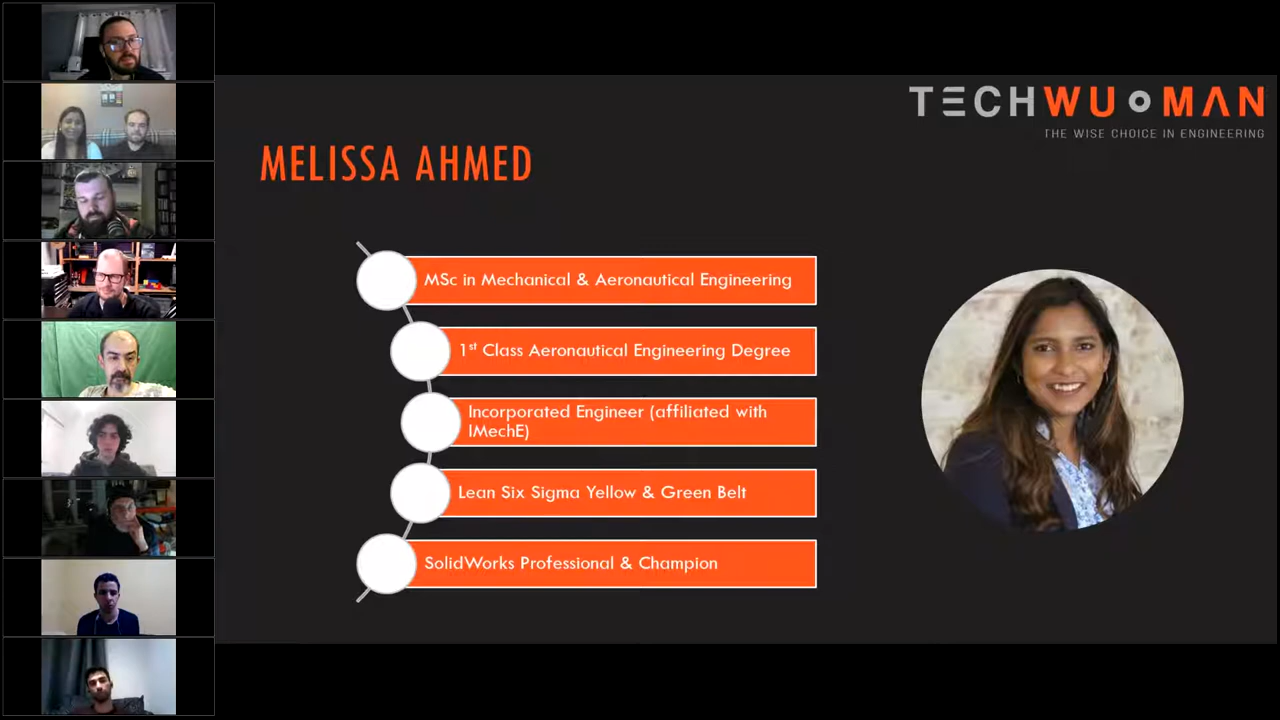 TECHWU MAN
THE WISE CHOICE IN ENGINEERING
MELISSA AHMED
MSc in Mechanical & Aeronautical Engineering
1st Class Aeronautical Engineering Degree
Incorporated Engineer (affiliated with
IMechE)
Lean Six Sigma Yellow & Green Belt
SolidWorks Professional & Champion